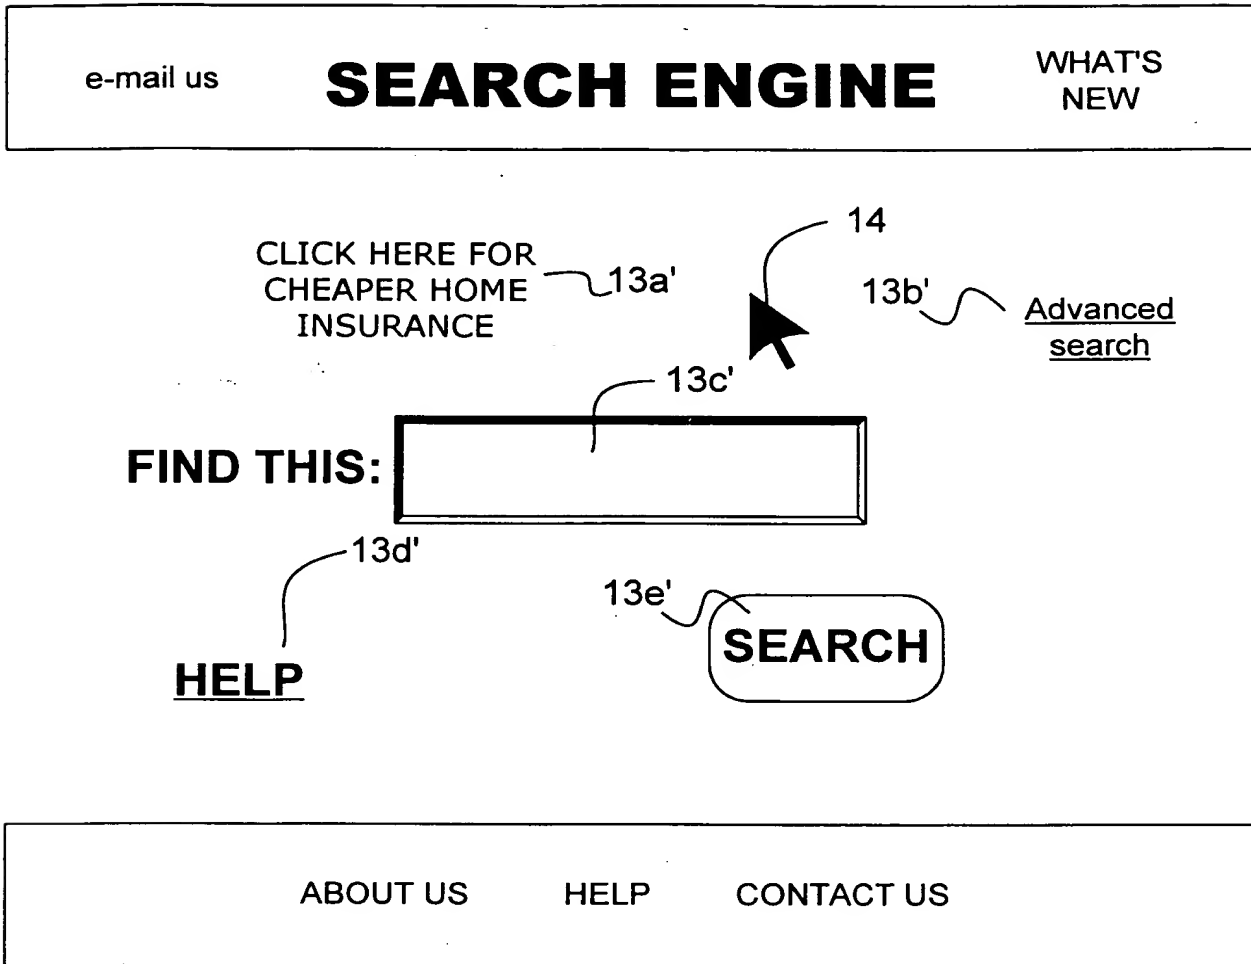 e-mail us
SEARCH ENGINE
WHAT'S
NEW
14
CLICK HERE FOR
CHEAPER HOME
INSURANCE
13a'
13b'
Advanced
search
13c'
FIND THIS:
13d'
13e'
SEARCH
HELP
ABOUT US
HELP
CONTACT US